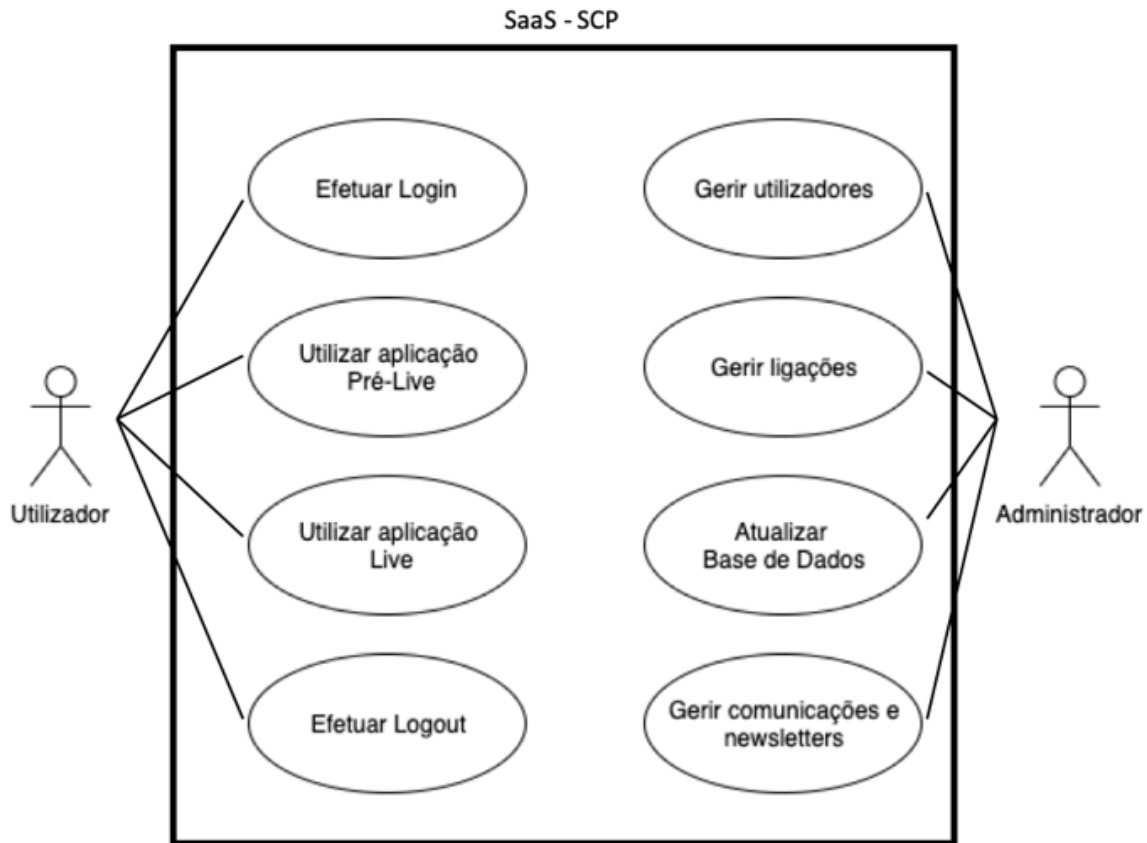 SaaS - SCP
Efetuar Login
Gerir utilizadores
Utilizar aplicação
Pré-Live
Gerir ligações
Utilizador
Administrador
Utilizar aplicação
Live
Atualizar
Base de Dados
Efetuar Logout
Gerir comunicações e
newsletters